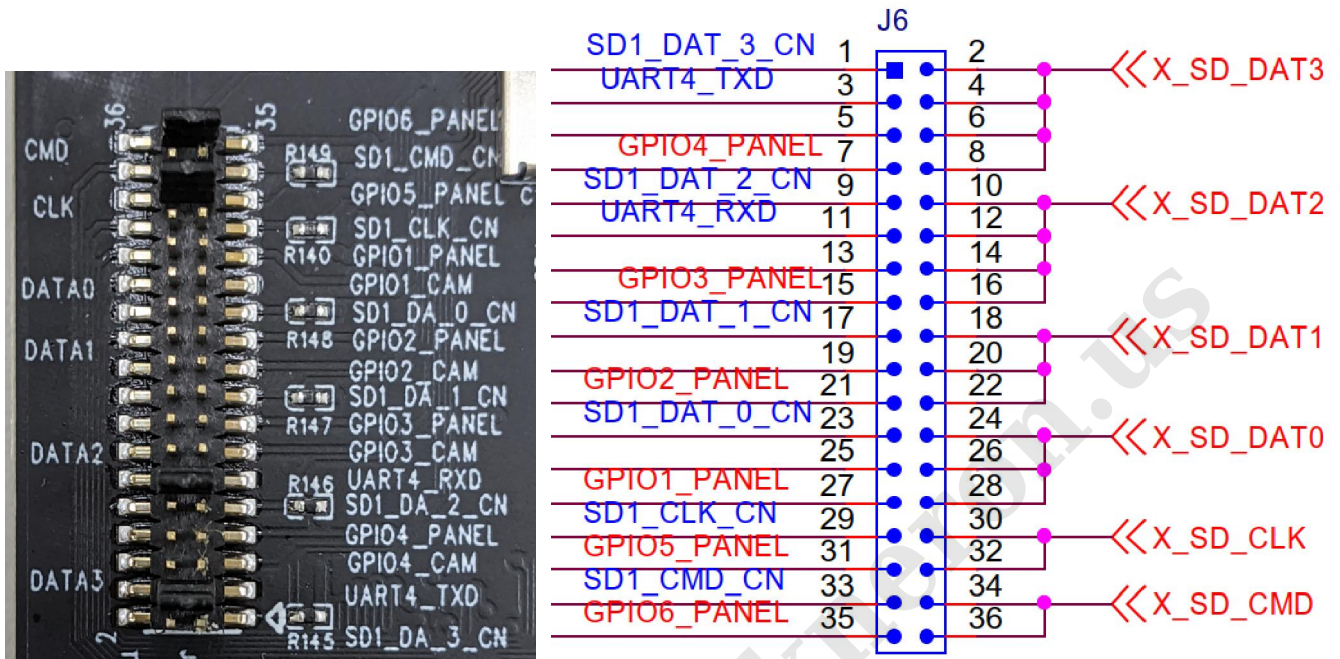 36
35
GPIO6_PANEL
CMD
R149
SD1_CMD_CN
GPIO5_PANEL
C
CLK
SD1_CLK_CN
R140
GPIO1_PANEL
GPIO1_CAM
DATA0
SD1_DA_0_CN
R148
GPIO2_PANEL
DATA1
GPIO2_CAM
SD1_DA_1_CN
R147
GPIO3_PANEL
DATA2
GPIO3_CAM
R146
UART4_RXD
SD1_DA_2_CN
GPIO4_PANEL
GPIO4_CAM
DATA3
UART4_TXD
2
R145
SD1_DA_3_CN
J6
SD1_DAT_3_CN 1 2 X_SD_DAT3
UART4_TXD 3 4
5 6
GPIO4_PANEL 7 8
SD1_DAT_2_CN 9 10 X_SD_DAT2
UART4_RXD 11 12
13 14
GPIO3_PANEL 15 16
SD1_DAT_1_CN 17 18 X_SD_DAT1
19 20
GPIO2_PANEL 21 22
SD1_DAT_0_CN 23 24 X_SD_DAT0
25 26
GPIO1_PANEL 27 28
SD1_CLK_CN 29 30 X_SD_CLK
GPIO5_PANEL 31 32
SD1_CMD_CN 33 34 X_SD_CMD
GPIO6_PANEL 35 36
kneron.us